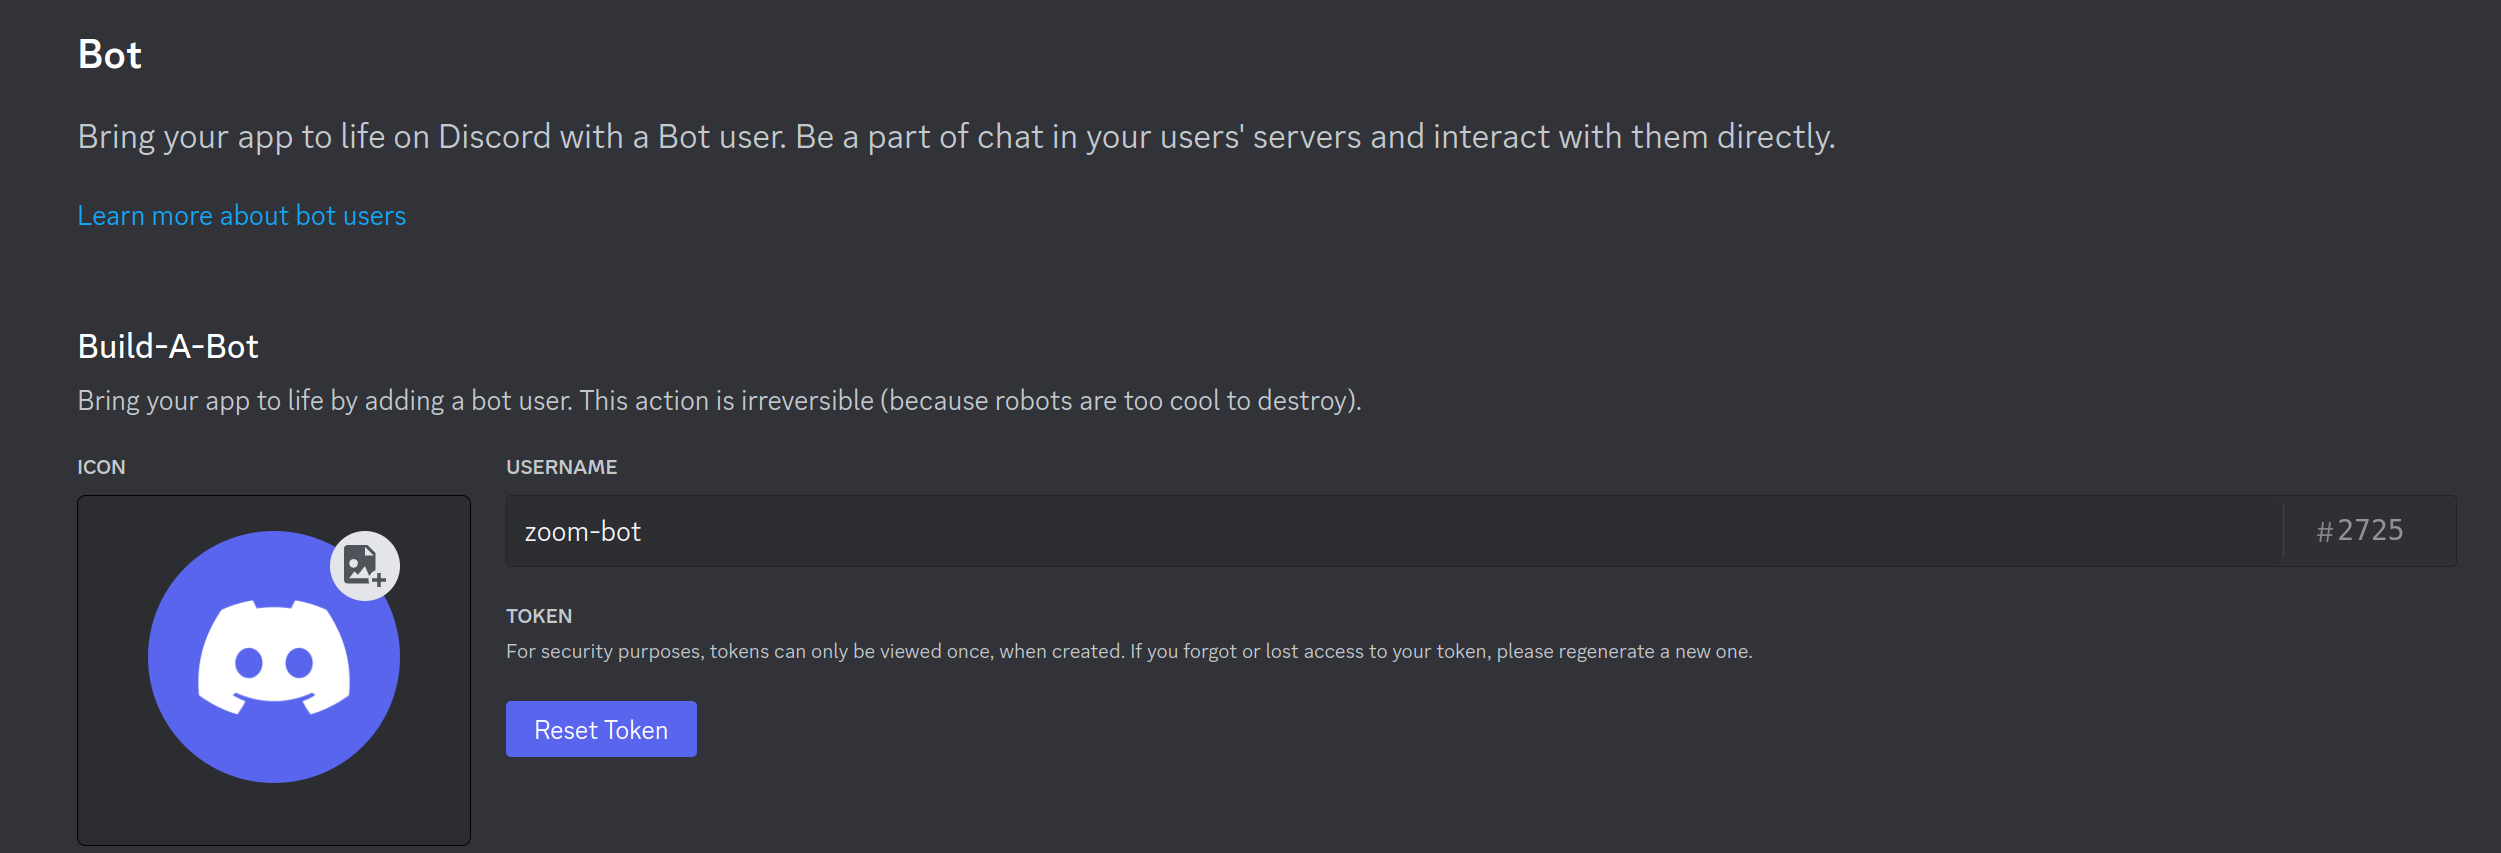 Bot
Bring your app to life on Discord with a Bot user. Be a part of chat in your users' servers and interact with them directly.
Learn more about bot users
Build-A-Bot
Bring your app to life by adding a bot user. This action is irreversible (because robots are too cool to destroy).
ICON
USERNAME
zoom-bot
#2725
TOKEN
For security purposes, tokens can only be viewed once, when created. If you forgot or lost access to your token, please regenerate a new one.
Reset Token